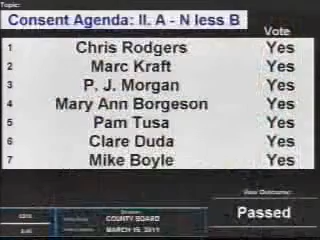 Topic:
Consent Agenda: II. A - N less B
Vote
1 Chris Rodgers Yes
2 Marc Kraft Yes
3 P. J. Morgan Yes
4 Mary Ann Borgeson Yes
5 Pam Tusa Yes
6 Clare Duda Yes
7 Mike Boyle Yes
Vote Outcome:
Passed
COUNTY BOARD
MARCH 15, 2011